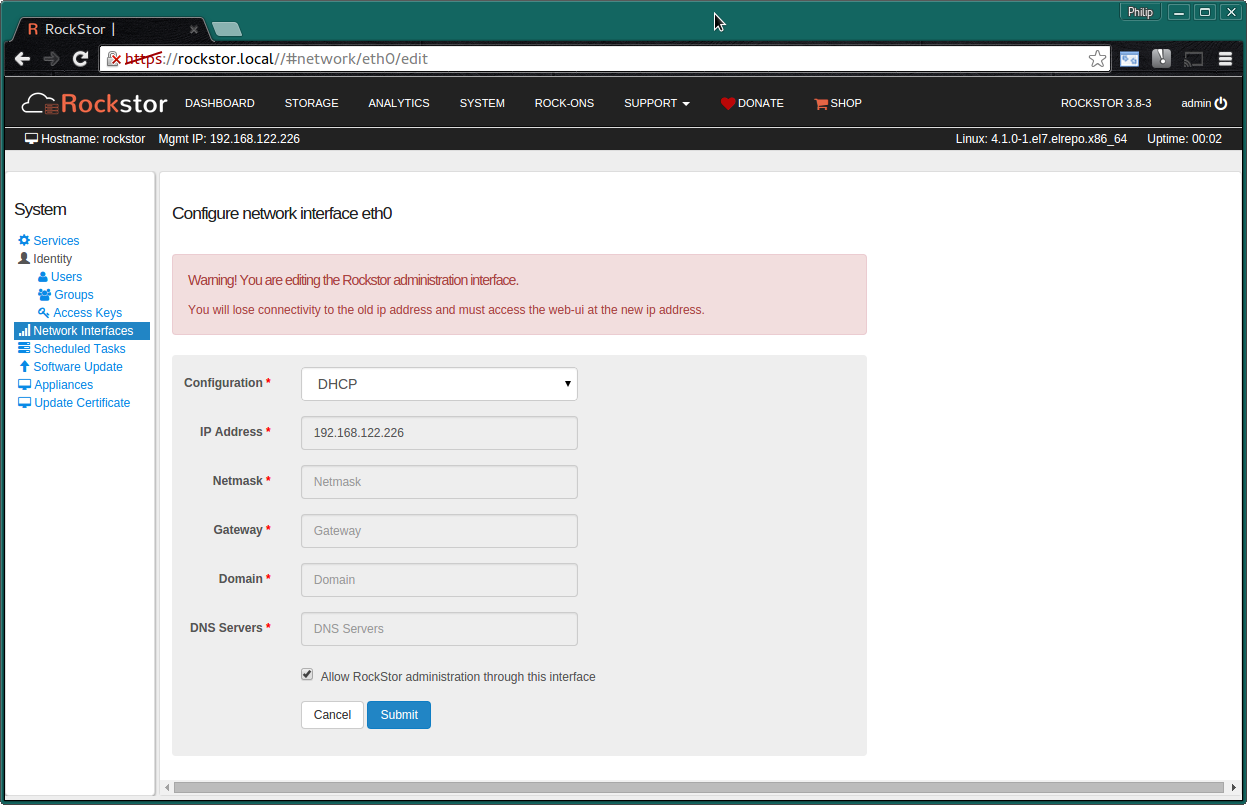 Philip
R RockStor |
https://rockstor.local//#network/eth0/edit
Rockstor DASHBOARD STORAGE ANALYTICS SYSTEM ROCK-ONS SUPPORT DONATE SHOP ROCKSTOR 3.8-3 admin
Hostname: rockstor Mgmt IP: 192.168.122.226 Linux: 4.1.0-1.el7.elrepo.x86_64 Uptime: 00:02
System
Services
Identity
Users
Groups
Access Keys
Network Interfaces
Scheduled Tasks
Software Update
Appliances
Update Certificate
Configure network interface eth0
Warning! You are editing the Rockstor administration interface.
You will lose connectivity to the old ip address and must access the web-ui at the new ip address.
Configuration * DHCP
IP Address * 192.168.122.226
Netmask * Netmask
Gateway * Gateway
Domain * Domain
DNS Servers * DNS Servers
Allow RockStor administration through this interface
Cancel Submit